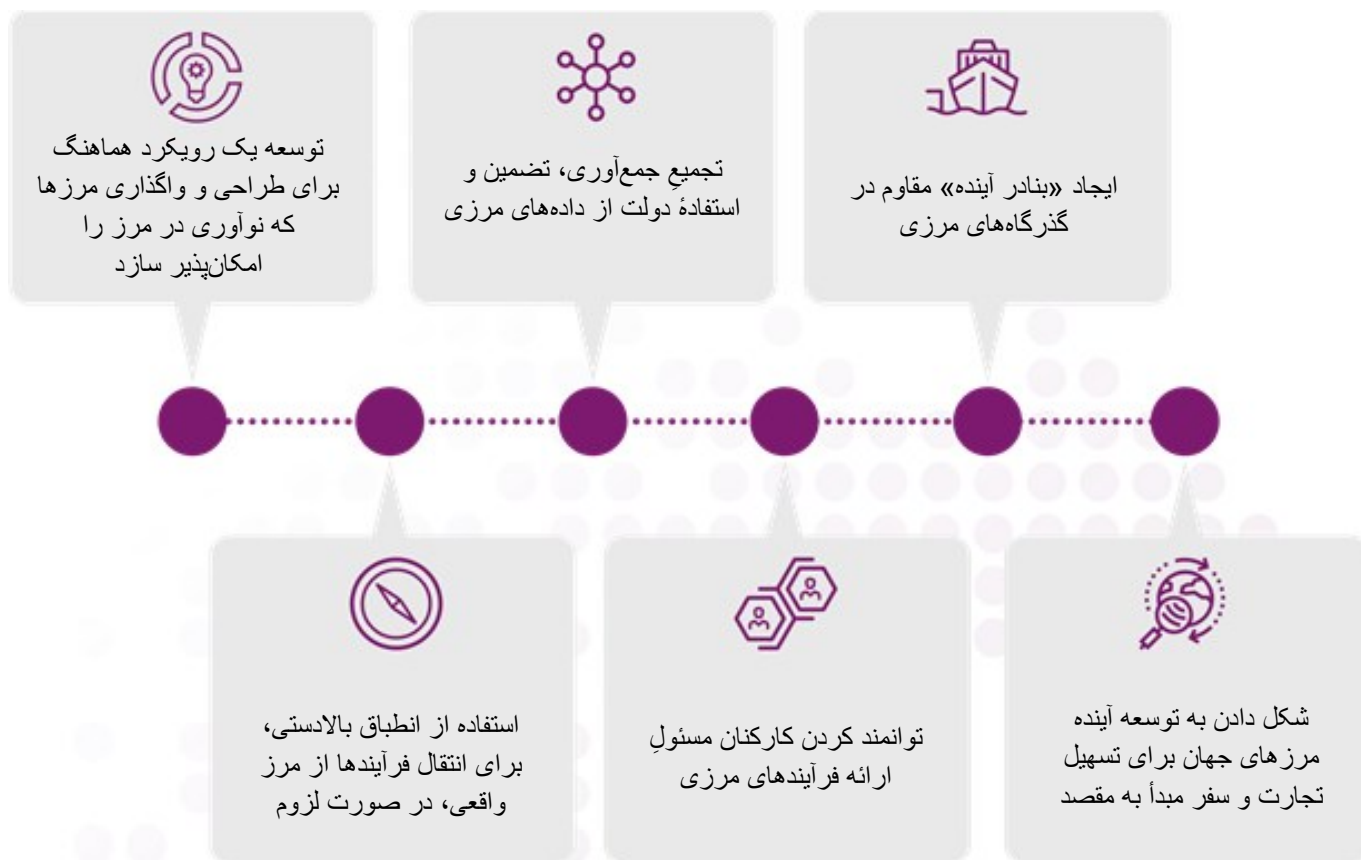 توسعه یک رویکرد هماهنگ
برای طراحی و واگذاری مرزها
که نوآوری در مرز را
امکان‌پذیر سازد
تجمیعِ جمع‌آوری، تضمین و
استفادهٔ دولت از داده‌های مرزی
ایجاد «بنادر آینده» مقاوم در
گذرگاه‌های مرزی
استفاده از انطباق بالادستی،
برای انتقال فرآیندها از مرز
واقعی، در صورت لزوم
توانمند کردن کارکنان مسئولِ
ارائه فرآیندهای مرزی
شکل دادن به توسعه آینده
مرزهای جهان برای تسهیل
تجارت و سفر مبدأ به مقصد